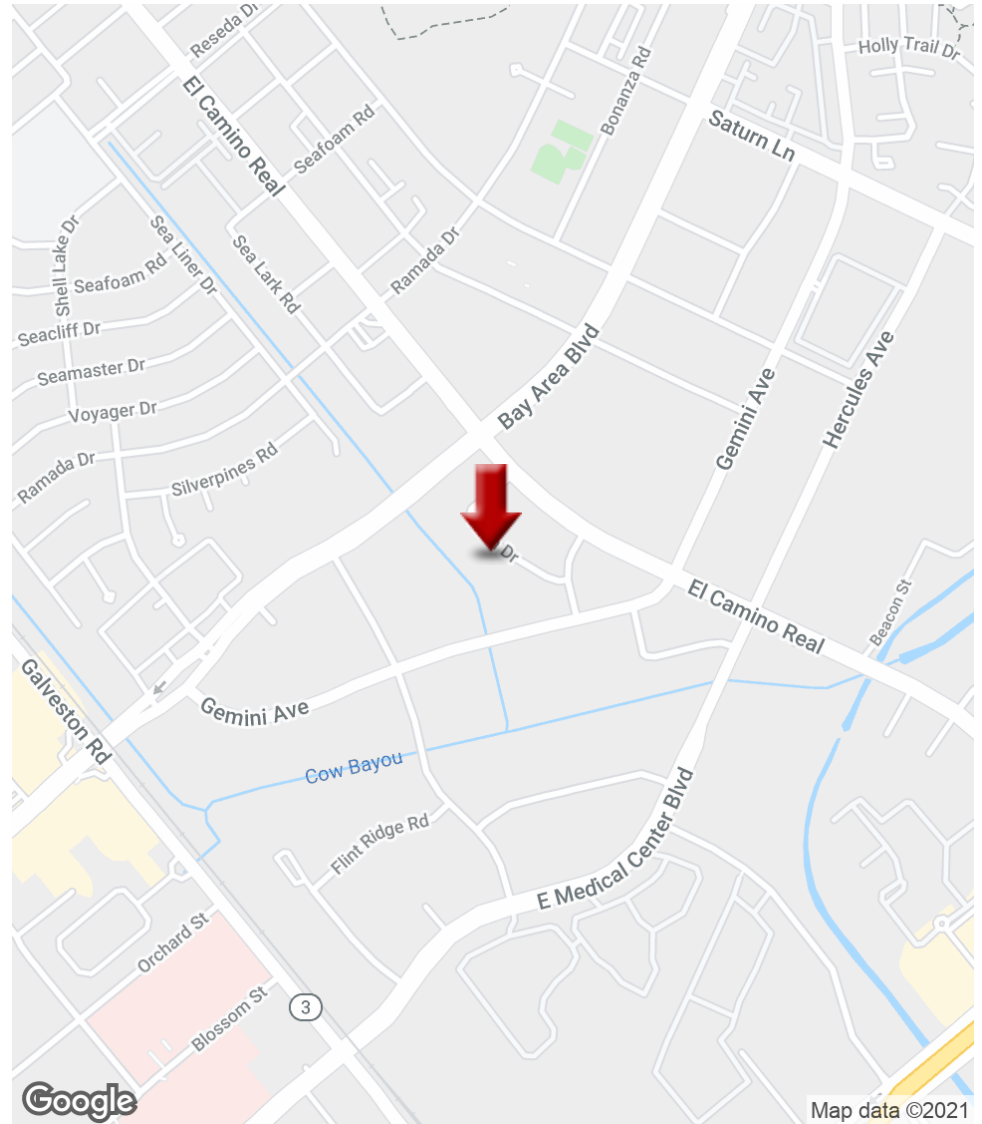 Reseda Dr
Holly Trail Dr
El Camino Real
Seafoam Rd
Bonanza Rd
Saturn Ln
Shell Lake Dr
Sea Liner Dr
Seafoam Rd
Sea Lark Rd
Ramada Dr
Seacliff Dr
Seamaster Dr
Voyager Dr
Bay Area Blvd
Gemini Ave
Hercules Ave
Ramada Dr
Silverpines Rd
Dr
El Camino Real
Beacon St
Galveston Rd
Gemini Ave
Cow Bayou
Flint Ridge Rd
E Medical Center Blvd
Orchard St
Blossom St
3
Google
Map data ©2021